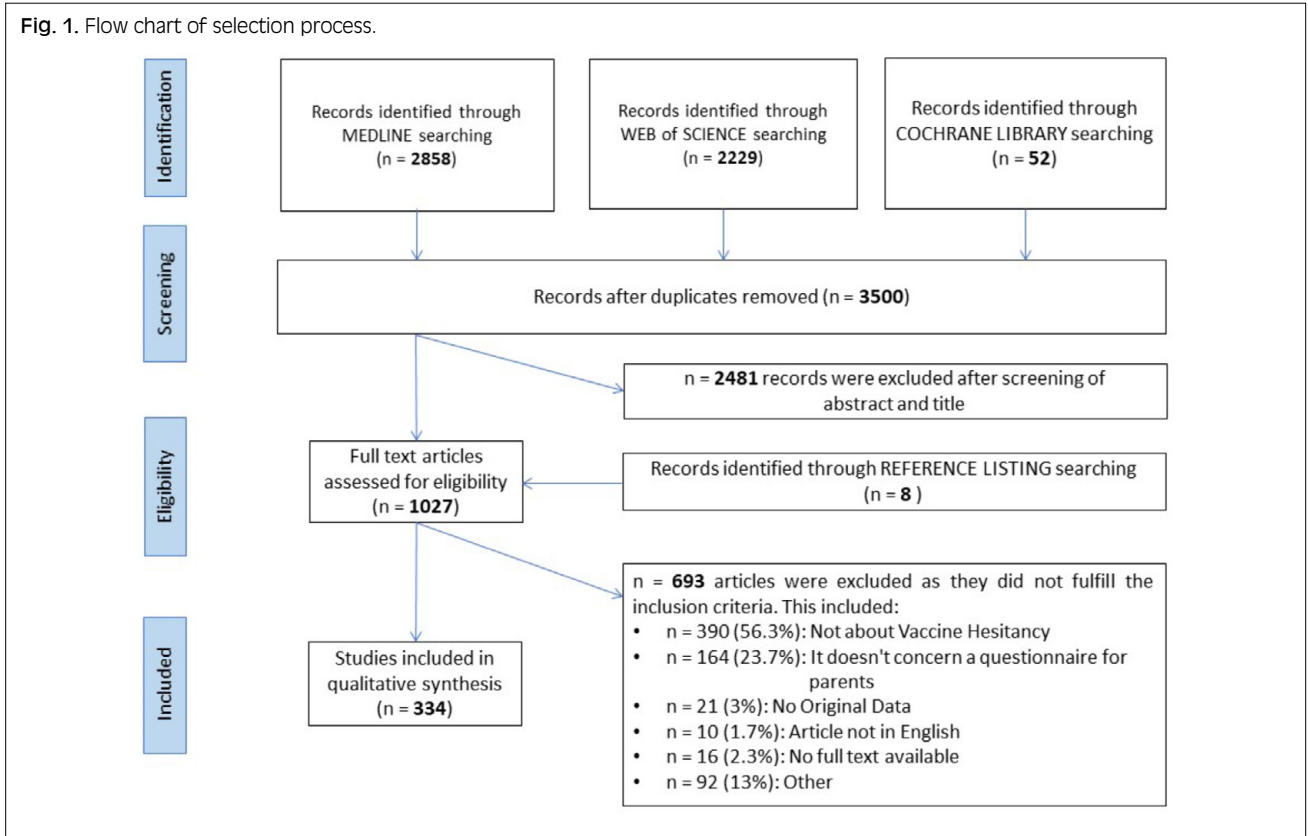 Fig. 1. Flow chart of selection process.
Identification
Records identified through
MEDLINE searching
(n = 2858)
Records identified through
WEB of SCIENCE searching
(n = 2229)
Records identified through
COCHRANE LIBRARY searching
(n = 52)
Screening
Records after duplicates removed (n = 3500)
n = 2481 records were excluded after screening of
abstract and title
Eligibility
Full text articles
assessed for eligibility
(n = 1027)
Records identified through REFERENCE LISTING searching
(n = 8 )
Included
Studies included in
qualitative synthesis
(n = 334)
n = 693 articles were excluded as they did not fulfill the
inclusion criteria. This included:
• n = 390 (56.3%): Not about Vaccine Hesitancy
• n = 164 (23.7%): It doesn't concern a questionnaire for
parents
• n = 21 (3%): No Original Data
• n = 10 (1.7%): Article not in English
• n = 16 (2.3%): No full text available
• n = 92 (13%): Other